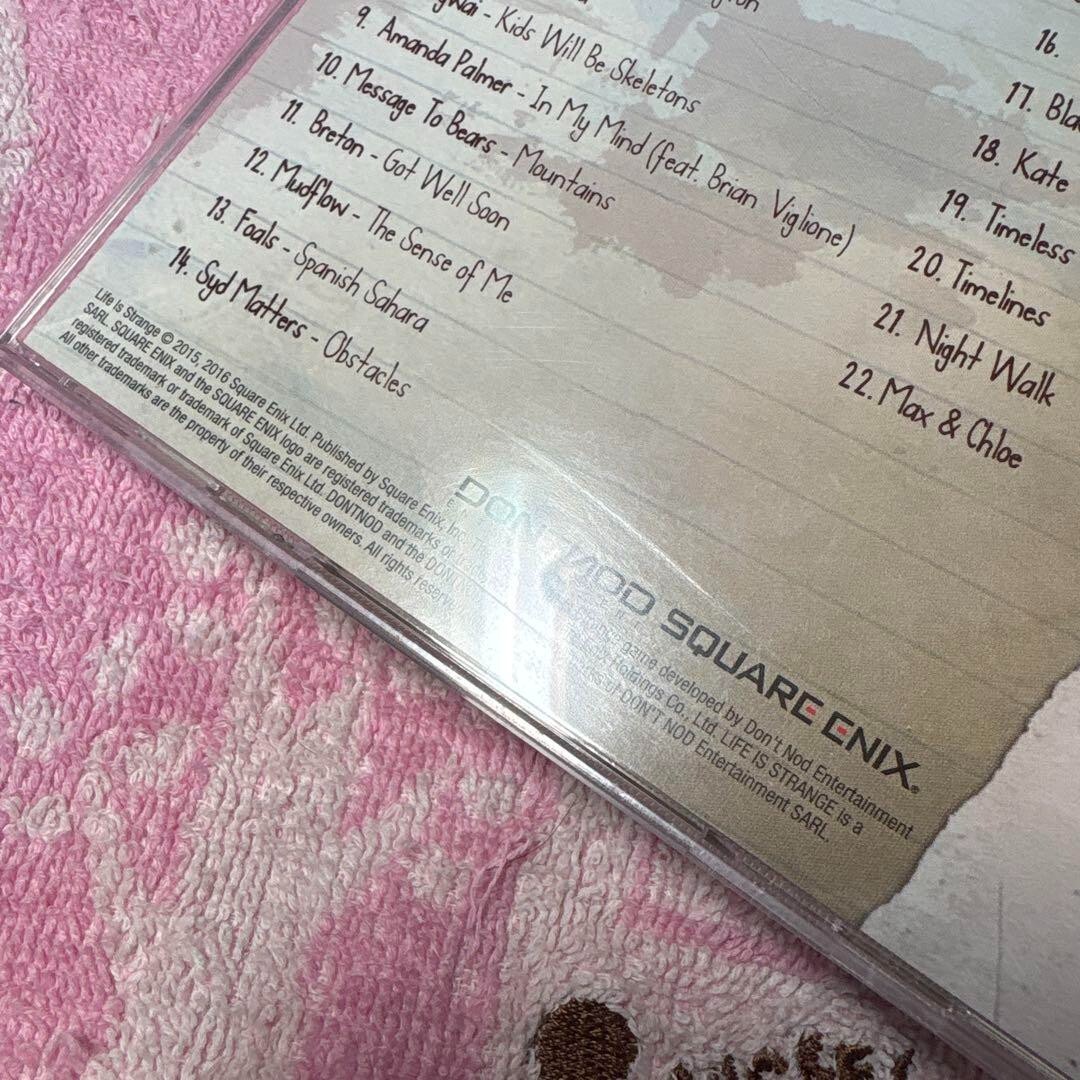 - Kids Will Be Skeletons
9. Amanda Palmer - In My Mind (feat. Brian Viglione)
10. Message To Bears - Mountains
11. Breton - Got Well Soon
12. Mudflow - The Sense of Me
13. Foals - Spanish Sahara
14. Syd Matters - Obstacles
16.
17.
18. Kate
19. Timeless
20. Timelines
21. Night Walk
22. Max & Chloe
Life is Strange © 2015, 2016 Square Enix Ltd. Published by Square Enix, Inc.
SARL. SQUARE ENIX and the SQUARE ENIX logo are registered trademarks or
registered trademark or trademark of Square Enix Ltd. DONTNOD and the
All other trademarks are the property of their respective owners. All rights
game developed by Don't Nod Entertainment
Holdings Co., Ltd. LIFE IS STRANGE is a
of DON'T NOD Entertainment SARL.
SQUARE ENIX®